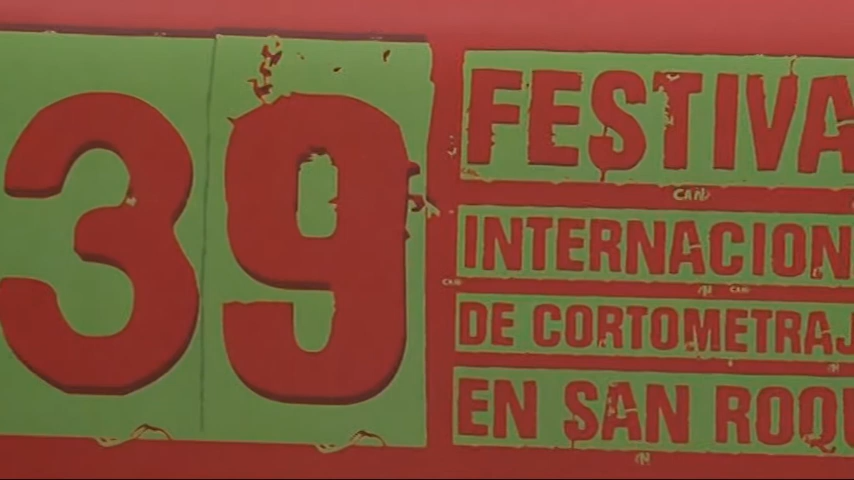 39
FESTIVA
INTERNACION
DE CORTOMETRAJ
EN SAN ROQU